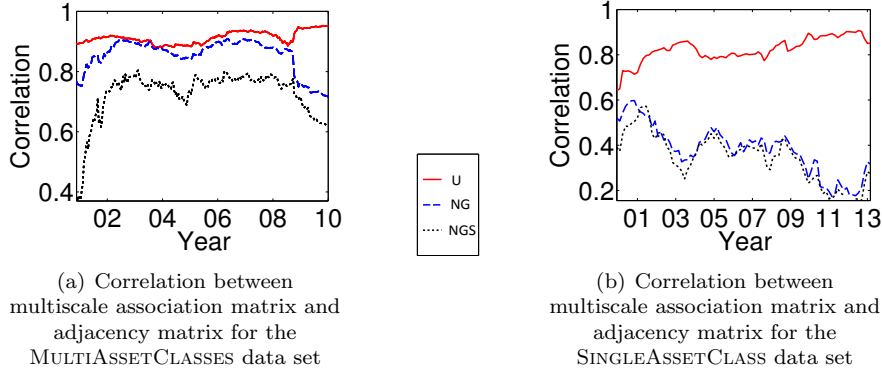 1
0.8
0.6
0.4
Correlation
02 04 06 08 10
Year
(a) Correlation between
multiscale association matrix and
adjacency matrix for the
MULTIASSETCLASSES data set
U
NG
NGS
1
0.8
0.6
0.4
0.2
Correlation
01 03 05 07 09 11 13
Year
(b) Correlation between
multiscale association matrix and
adjacency matrix for the
SINGLEASSETCLASS data set